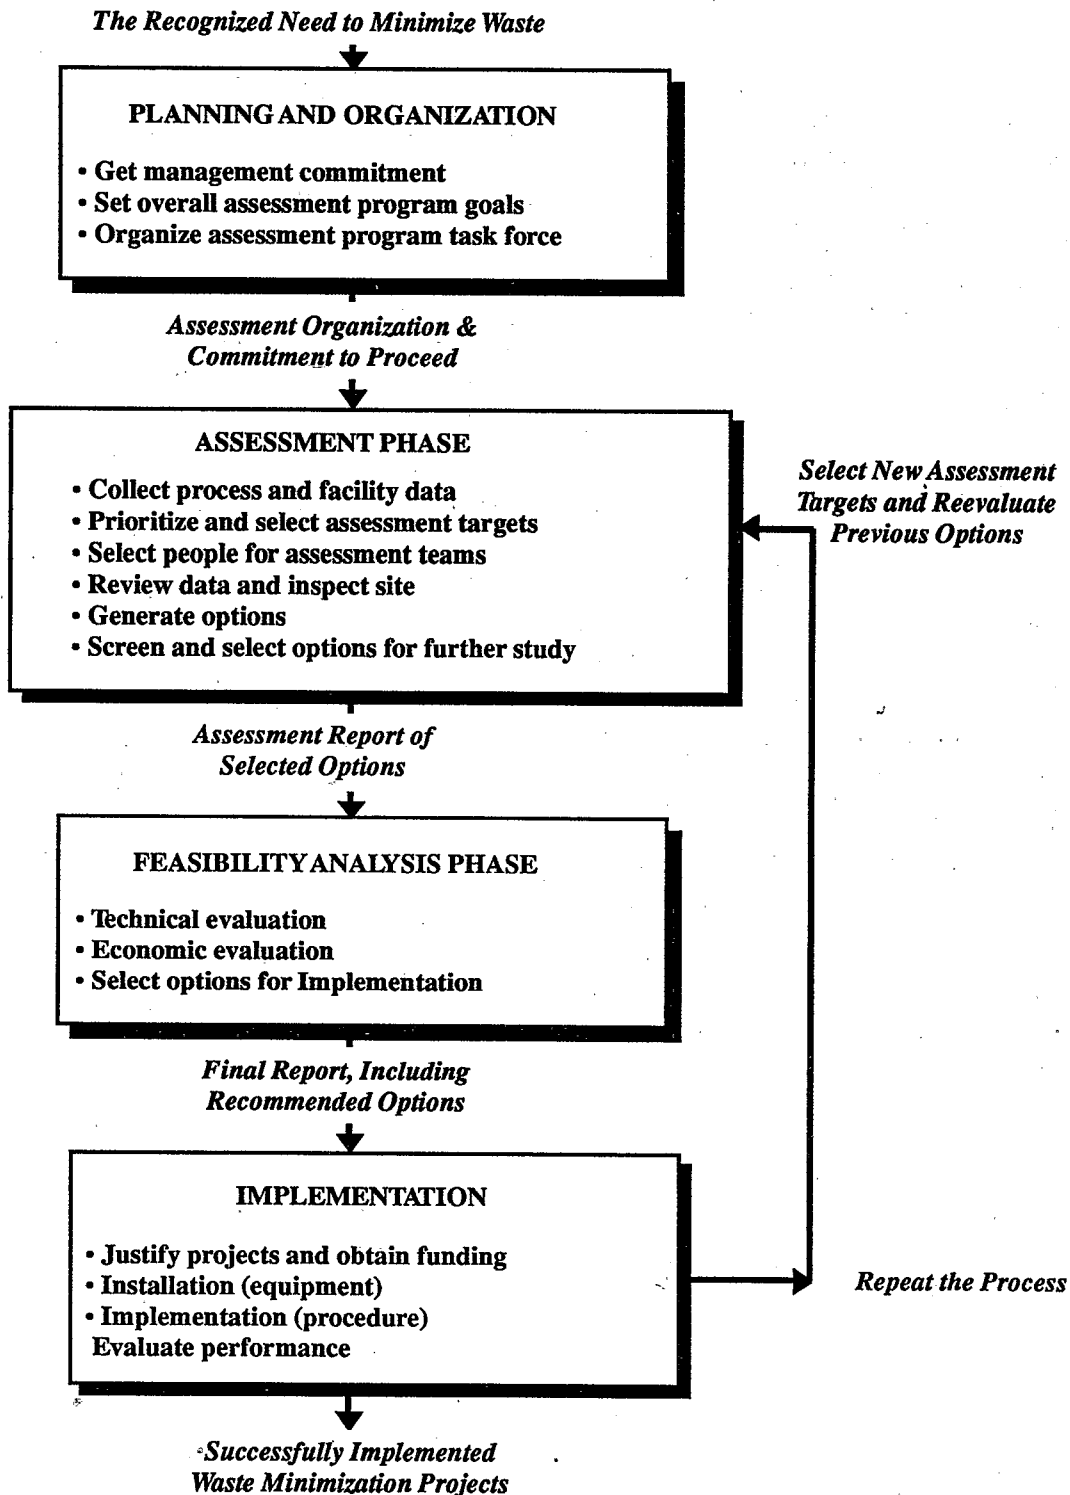 The Recognized Need to Minimize Waste
PLANNING AND ORGANIZATION
• Get management commitment
• Set overall assessment program goals
• Organize assessment program task force
Assessment Organization &
Commitment to Proceed
ASSESSMENT PHASE
• Collect process and facility data
• Prioritize and select assessment targets
• Select people for assessment teams
• Review data and inspect site
• Generate options
• Screen and select options for further study
Select New Assessment
Targets and Reevaluate
Previous Options
Assessment Report of
Selected Options
FEASIBILITY ANALYSIS PHASE
• Technical evaluation
• Economic evaluation
• Select options for Implementation
Final Report, Including
Recommended Options
IMPLEMENTATION
• Justify projects and obtain funding
• Installation (equipment)
• Implementation (procedure)
Evaluate performance
Repeat the Process
Successfully Implemented
Waste Minimization Projects